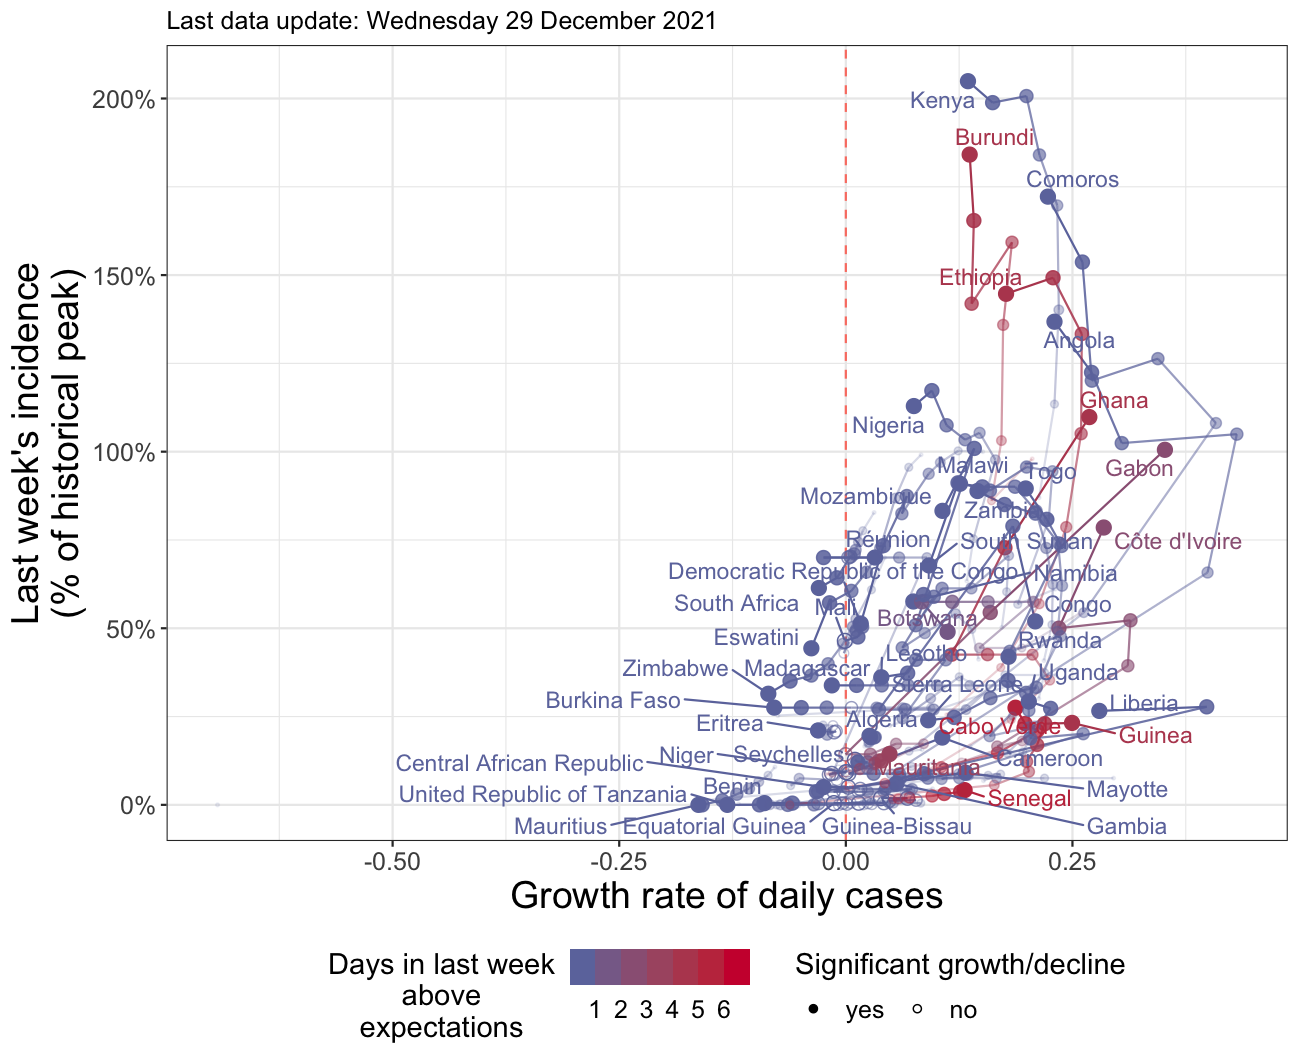 Last data update: Wednesday 29 December 2021
Last week's incidence
(% of historical peak)
200%
150%
100%
50%
0%
Kenya
Burundi
Comoros
Ethiopia
Angola
Ghana
Nigeria
Malawi
Togo
Gabon
Mozambique
Zambia
Réunion
South Sudan
Côte d'Ivoire
Democratic Republic of the Congo
Namibia
South Africa
Mali
Congo
Botswana
Eswatini
Rwanda
Lesotho
Zimbabwe
Madagascar
Uganda
Sierra Leone
Burkina Faso
Liberia
Eritrea
Algeria
Cabo Verde
Guinea
Niger
Seychelles
Central African Republic
Mauritania
Cameroon
Benin
Mayotte
United Republic of Tanzania
Senegal
Mauritius
Equatorial Guinea
Guinea-Bissau
Gambia
-0.50
-0.25
0.00
0.25
Growth rate of daily cases
Days in last week
above
expectations
1 2 3 4 5 6
Significant growth/decline
yes
no